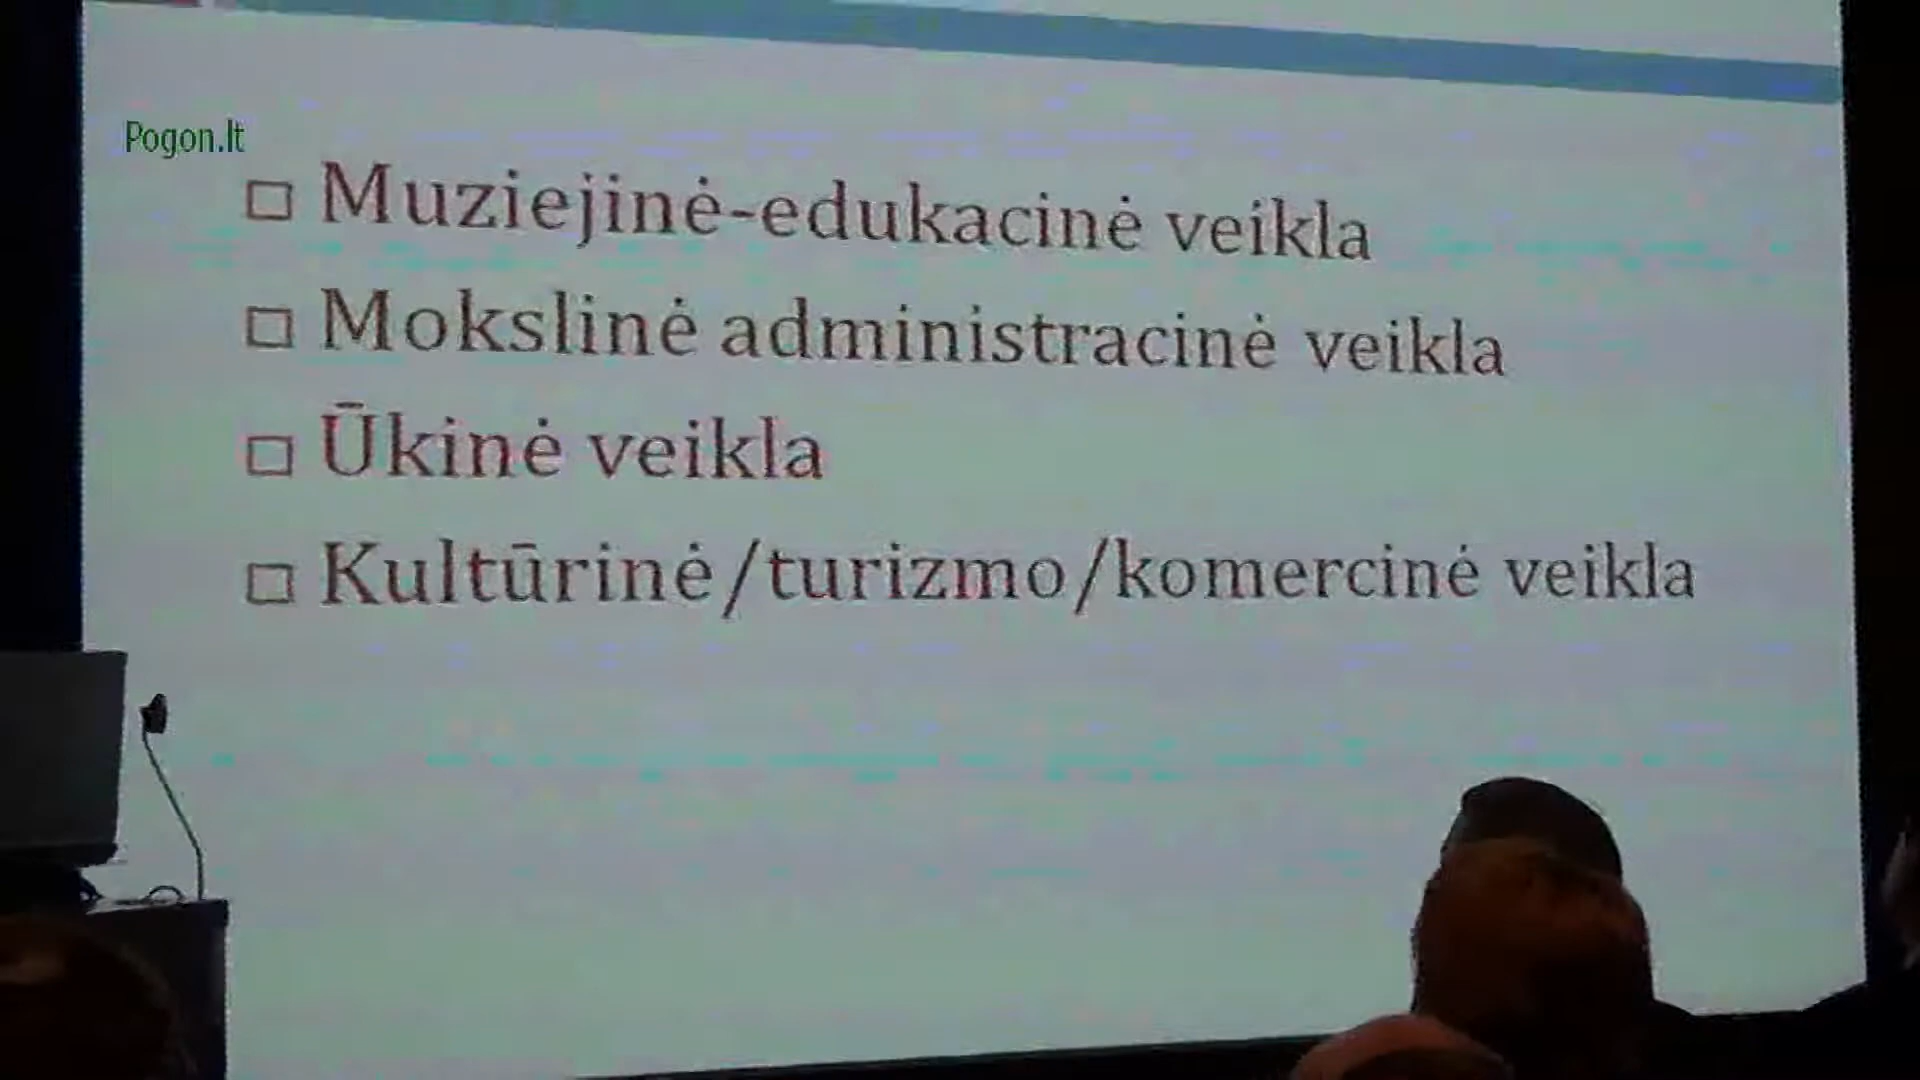 Pogon.lt
Muziejinė-edukacinė veikla
Mokslinė administracinė veikla
Ūkinė veikla
Kultūrinė/turizmo/komercinė veikla